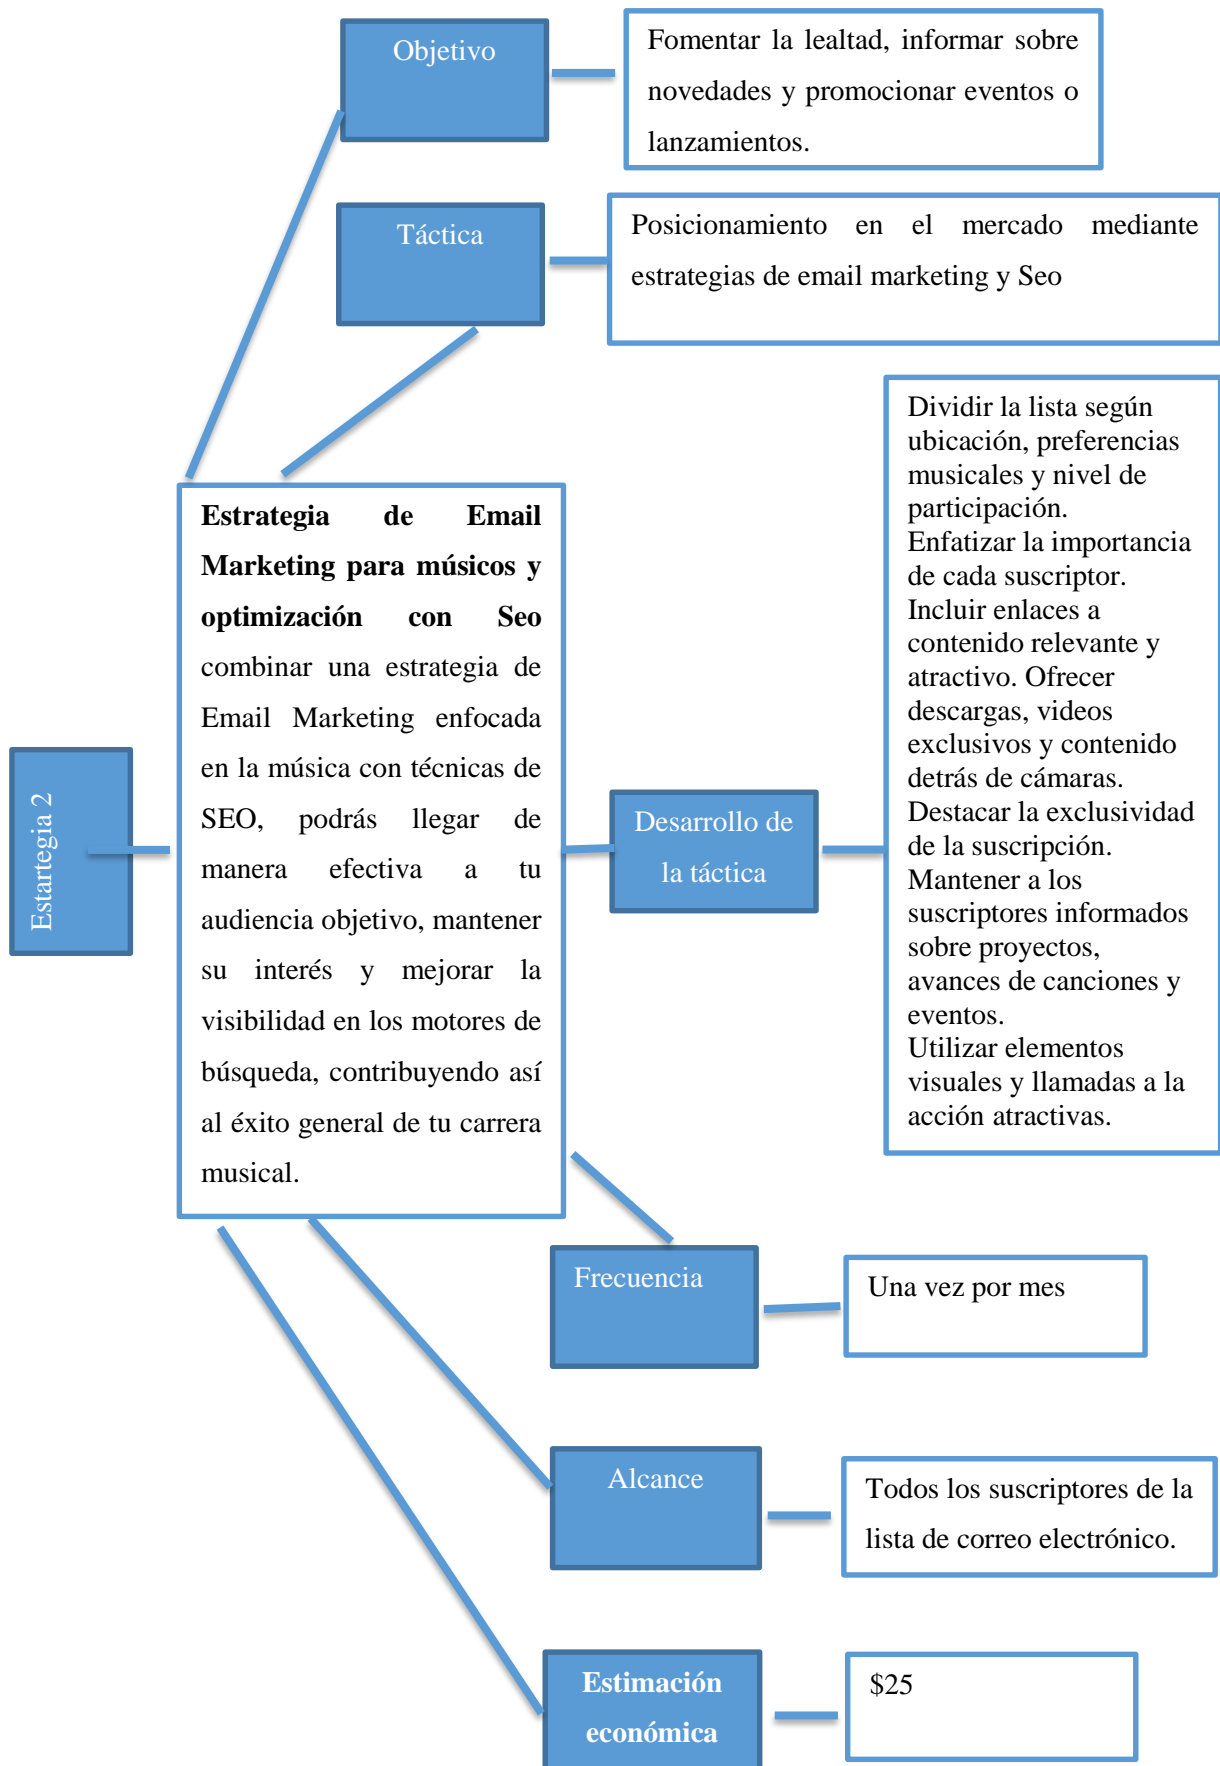 Objetivo
Fomentar la lealtad, informar sobre
novedades y promocionar eventos o
lanzamientos.
Táctica
Posicionamiento en el mercado mediante
estrategias de email marketing y Seo
Estartegia 2
Estrategia de Email
Marketing para músicos y
optimización con Seo
combinar una estrategia de
Email Marketing enfocada
en la música con técnicas de
SEO, podrás llegar de
manera efectiva a tu
audiencia objetivo, mantener
su interés y mejorar la
visibilidad en los motores de
búsqueda, contribuyendo así
al éxito general de tu carrera
musical.
Desarrollo de
la táctica
Dividir la lista según
ubicación, preferencias
musicales y nivel de
participación.
Enfatizar la importancia
de cada suscriptor.
Incluir enlaces a
contenido relevante y
atractivo. Ofrecer
descargas, videos
exclusivos y contenido
detrás de cámaras.
Destacar la exclusividad
de la suscripción.
Mantener a los
suscriptores informados
sobre proyectos,
avances de canciones y
eventos.
Utilizar elementos
visuales y llamadas a la
acción atractivas.
Frecuencia
Una vez por mes
Alcance
Todos los suscriptores de la
lista de correo electrónico.
Estimación
económica
$25